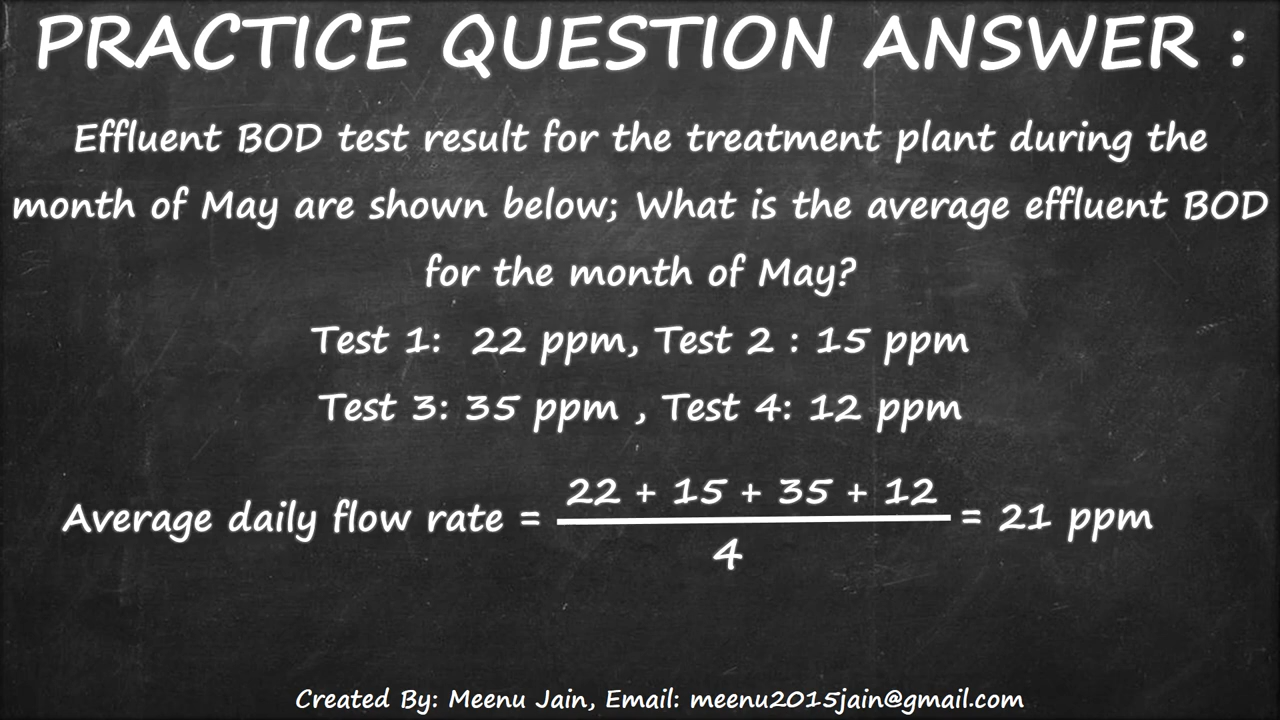 PRACTICE QUESTION ANSWER :
Effluent BOD test result for the treatment plant during the
month of May are shown below; What is the average effluent BOD
for the month of May?
Test 1:  22 ppm, Test 2 : 15 ppm
Test 3: 35 ppm , Test 4: 12 ppm
22 + 15 + 35 + 12
Average daily flow rate = = 21 ppm
4
Created By: Meenu Jain, Email: meenu2015jain@gmail.com